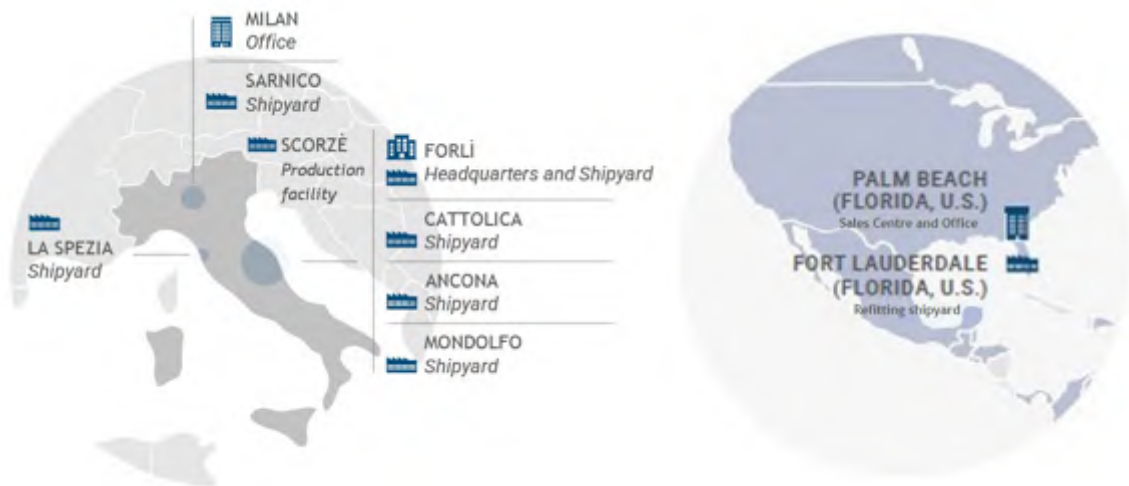 MILAN
Office
SARNICO
Shipyard
SCORZÈ
Production
facility
LA SPEZIA
Shipyard
FORLÌ
Headquarters and Shipyard
CATTOLICA
Shipyard
ANCONA
Shipyard
MONDOLFO
Shipyard
PALM BEACH
(FLORIDA, U.S.)
Sales Centre and Office
FORT LAUDERDALE
(FLORIDA, U.S.)
Refitting shipyard